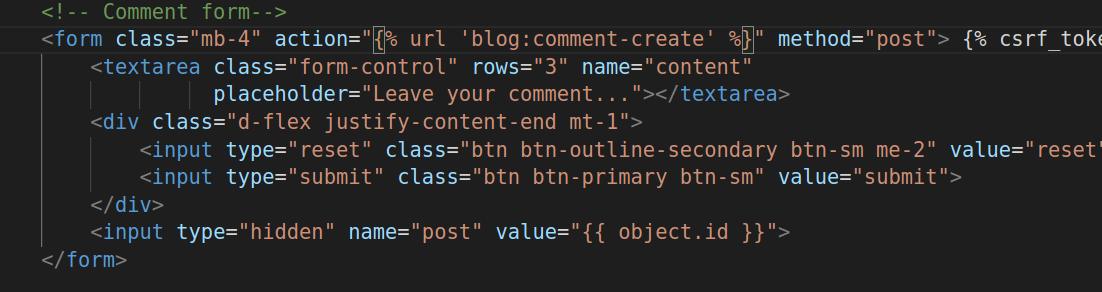 <!-- Comment form-->
<form class="mb-4" action="{% url 'blog:comment-create' %}" method="post"> {% csrf_toke
<textarea class="form-control" rows="3" name="content"
placeholder="Leave your comment..."></textarea>
<div class="d-flex justify-content-end mt-1">
<input type="reset" class="btn btn-outline-secondary btn-sm me-2" value="reset"
<input type="submit" class="btn btn-primary btn-sm" value="submit">
</div>
<input type="hidden" name="post" value="{{ object.id }}">
</form>